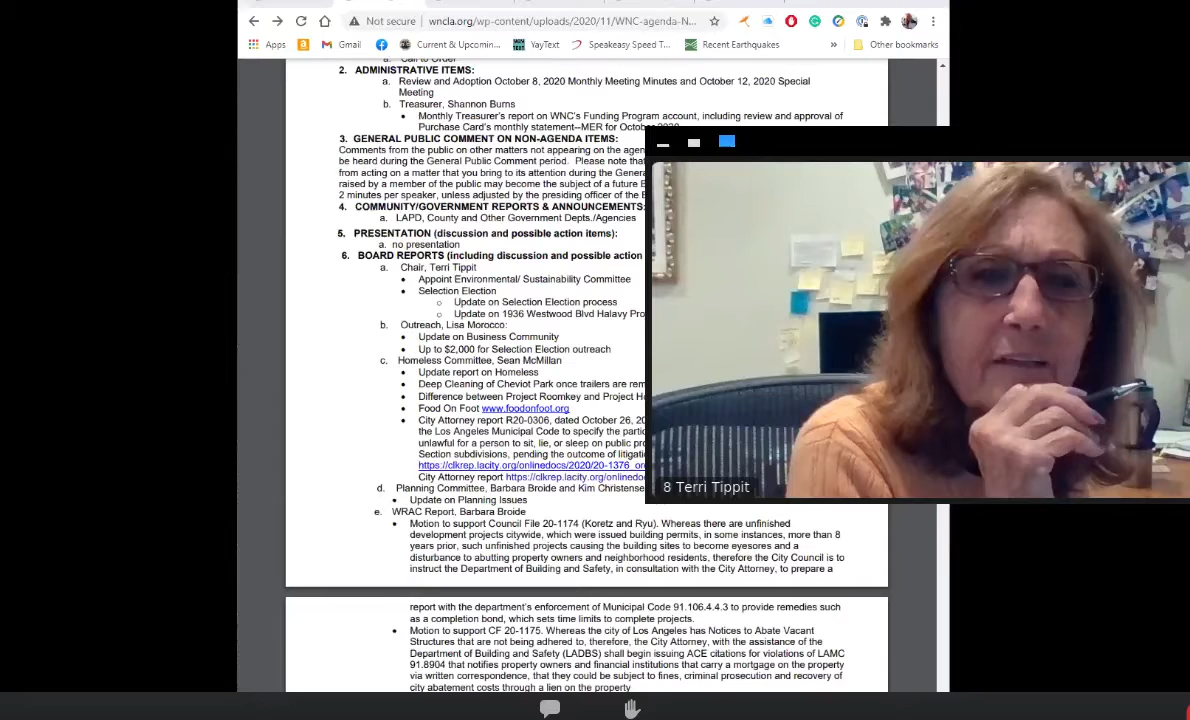 Not secure
wncla.org/wp-content/uploads/2020/11/WNC-agenda-N...
Apps
Gmail
Current & Upcomin...
YayText
Speakeasy Speed T...
Recent Earthquakes
»
Other bookmarks
a. Call to Order
2. ADMINISTRATIVE ITEMS:
a. Review and Adoption October 8, 2020 Monthly Meeting Minutes and October 12, 2020 Special
Meeting
b. Treasurer, Shannon Burns
• Monthly Treasurer's report on WNC's Funding Program account, including review and approval of
Purchase Card's monthly statement--MER for October 2020
3. GENERAL PUBLIC COMMENT ON NON-AGENDA ITEMS:
Comments from the public on other matters not appearing on the agen
be heard during the General Public Comment period. Please note that
from acting on a matter that you bring to its attention during the Genera
raised by a member of the public may become the subject of a future B
2 minutes per speaker, unless adjusted by the presiding officer of the B
4. COMMUNITY/GOVERNMENT REPORTS & ANNOUNCEMENTS:
a. LAPD, County and Other Government Depts./Agencies
5. PRESENTATION (discussion and possible action items):
a. no presentation
6. BOARD REPORTS (including discussion and possible action
a. Chair, Terri Tippit
• Appoint Environmental/ Sustainability Committee
• Selection Election
○ Update on Selection Election process
○ Update on 1936 Westwood Blvd Halavy Pro
b. Outreach, Lisa Morocco:
• Update on Business Community
• Up to $2,000 for Selection Election outreach
c. Homeless Committee, Sean McMillan
• Update report on Homeless
• Deep Cleaning of Cheviot Park once trailers are rem
• Difference between Project Roomkey and Project H
• Food On Foot www.foodonfoot.org
• City Attorney report R20-0306, dated October 26, 20
the Los Angeles Municipal Code to specify the parti
unlawful for a person to sit, lie, or sleep on public pro
Section subdivisions, pending the outcome of litigati
https://clkrep.lacity.org/onlinedocs/2020/20-1376_or
City Attorney report https://clkrep.lacity.org/onlinedo
d. Planning Committee, Barbara Broide and Kim Christense
• Update on Planning Issues
e. WRAC Report, Barbara Broide
• Motion to support Council File 20-1174 (Koretz and Ryu). Whereas there are unfinished
development projects citywide, which were issued building permits, in some instances, more than 8
years prior, such unfinished projects causing the building sites to become eyesores and a
disturbance to abutting property owners and neighborhood residents, therefore the City Council is to
instruct the Department of Building and Safety, in consultation with the City Attorney, to prepare a
report with the department's enforcement of Municipal Code 91.106.4.4.3 to provide remedies such
as a completion bond, which sets time limits to complete projects.
• Motion to support CF 20-1175. Whereas the city of Los Angeles has Notices to Abate Vacant
Structures that are not being adhered to, therefore, the City Attorney, with the assistance of the
Department of Building and Safety (LADBS) shall begin issuing ACE citations for violations of LAMC
91.8904 that notifies property owners and financial institutions that carry a mortgage on the property
via written correspondence, that they could be subject to fines, criminal prosecution and recovery of
city abatement costs through a lien on the property
8 Terri Tippit